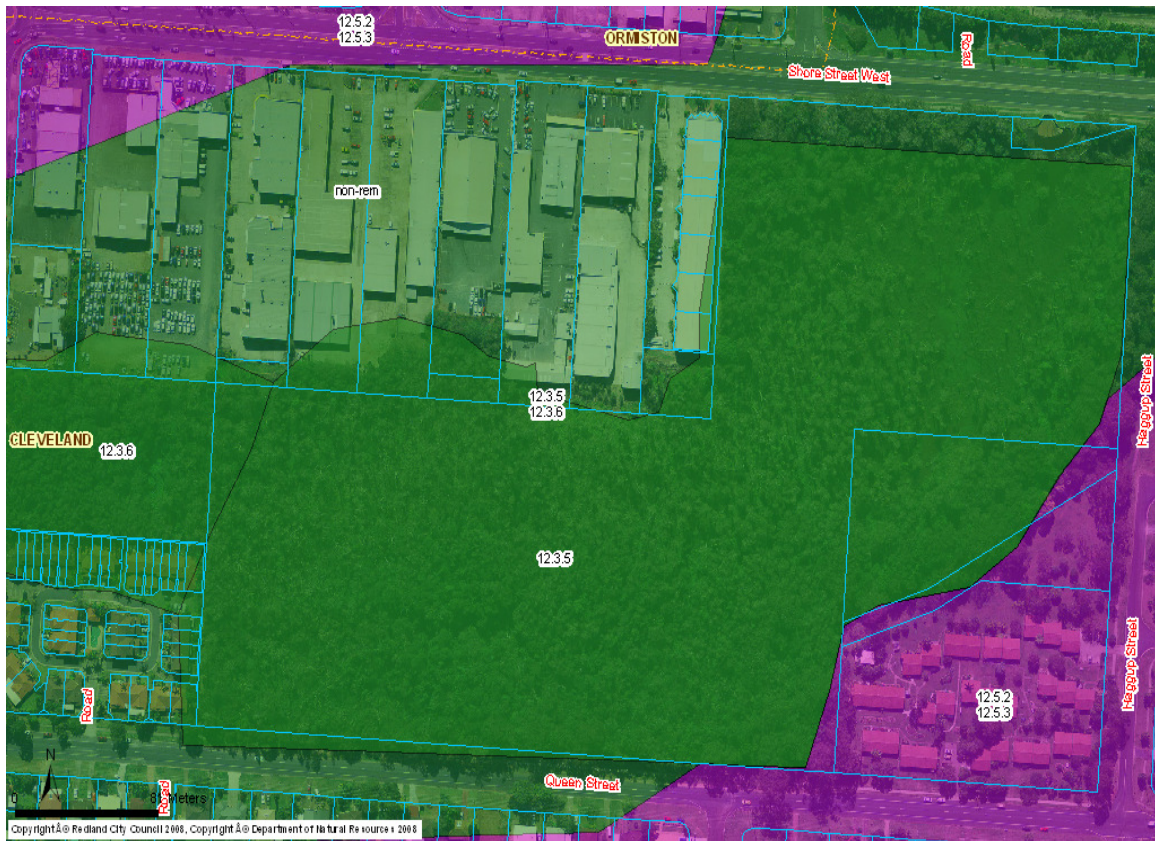 12.5.2
12.5.3
ORMISTON
Road
Shore Street West
non-rem
12.3.5
12.3.6
Haggup Street
CLEVELAND
12.3.6
12.3.5
Haggup Street
12.5.2
12.5.3
Road
N
Queen Street
Road
0
Meters
Copyright Â© Redland City Council 2008, Copyright Â© Department of Natural Resources 2008